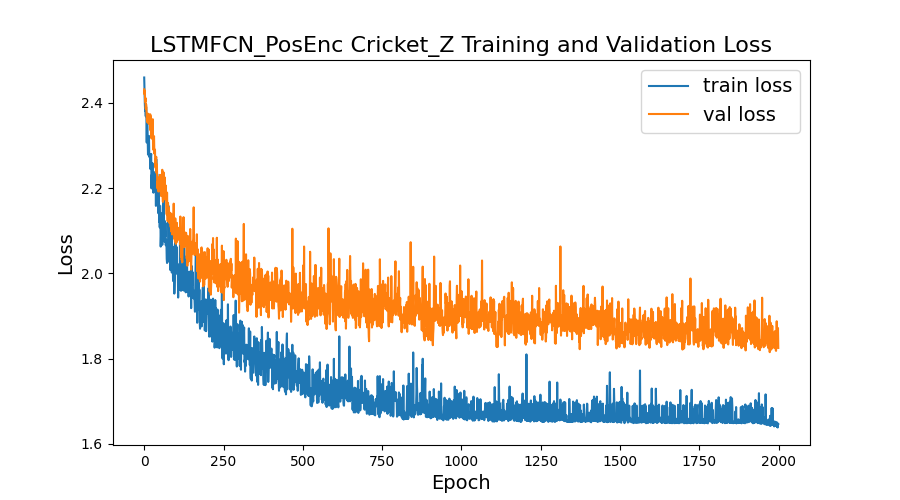 LSTMFCN_PosEnc Cricket_Z Training and Validation Loss
train loss
val loss
Loss
2.4
2.2
2.0
1.8
1.6
0 250 500 750 1000 1250 1500 1750 2000
Epoch